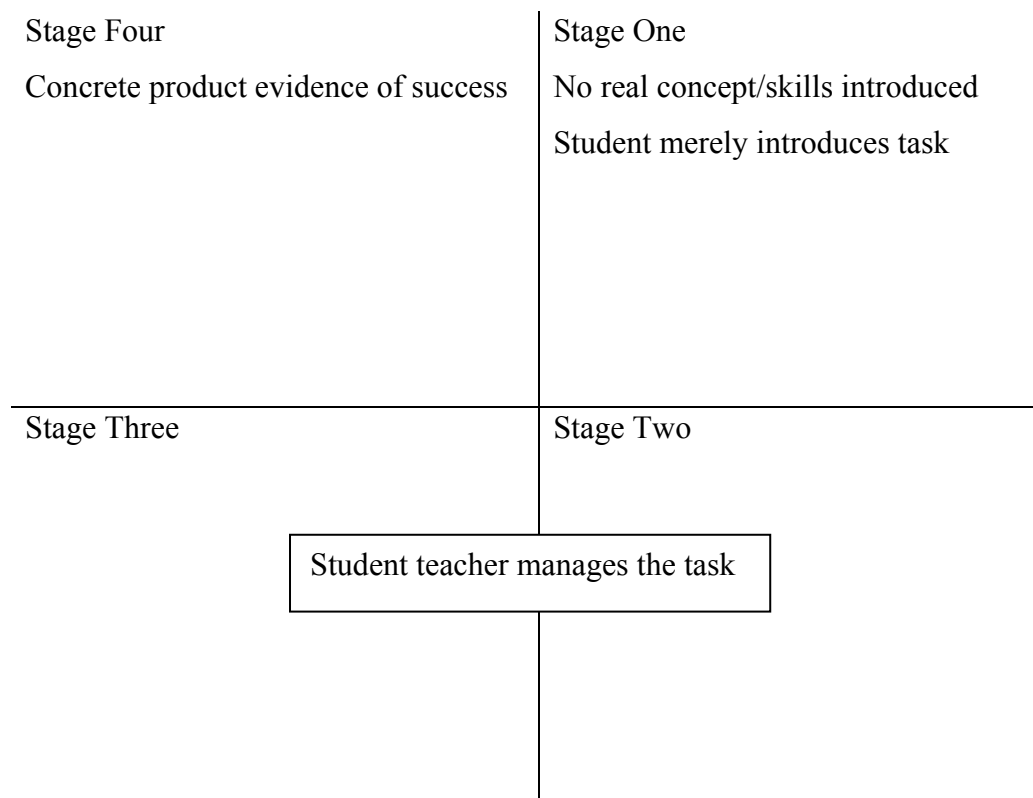 Stage Four
Concrete product evidence of success
Stage One
No real concept/skills introduced
Student merely introduces task
Stage Three
Stage Two
Student teacher manages the task